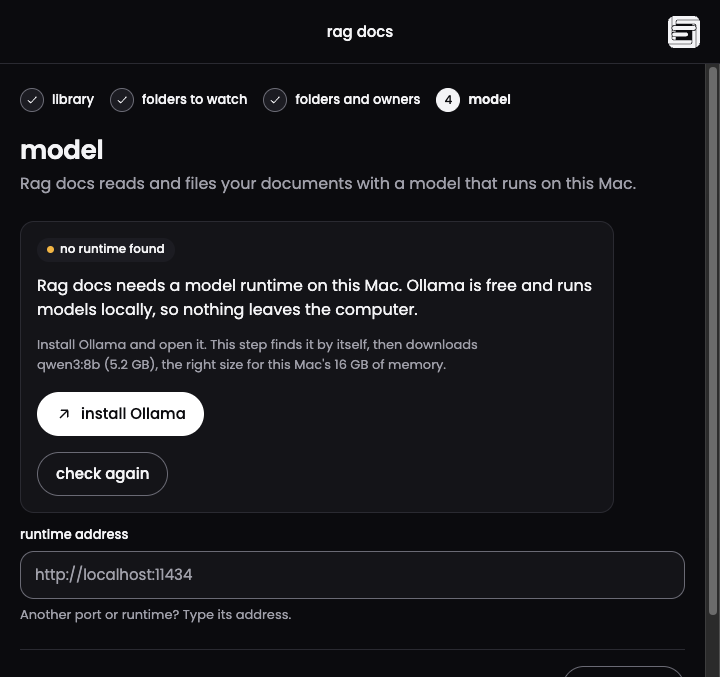 rag docs
library folders to watch folders and owners 4 model
model
Rag docs reads and files your documents with a model that runs on this Mac.
no runtime found
Rag docs needs a model runtime on this Mac. Ollama is free and runs
models locally, so nothing leaves the computer.
Install Ollama and open it. This step finds it by itself, then downloads
qwen3:8b (5.2 GB), the right size for this Mac's 16 GB of memory.
install Ollama
check again
runtime address
http://localhost:11434
Another port or runtime? Type its address.